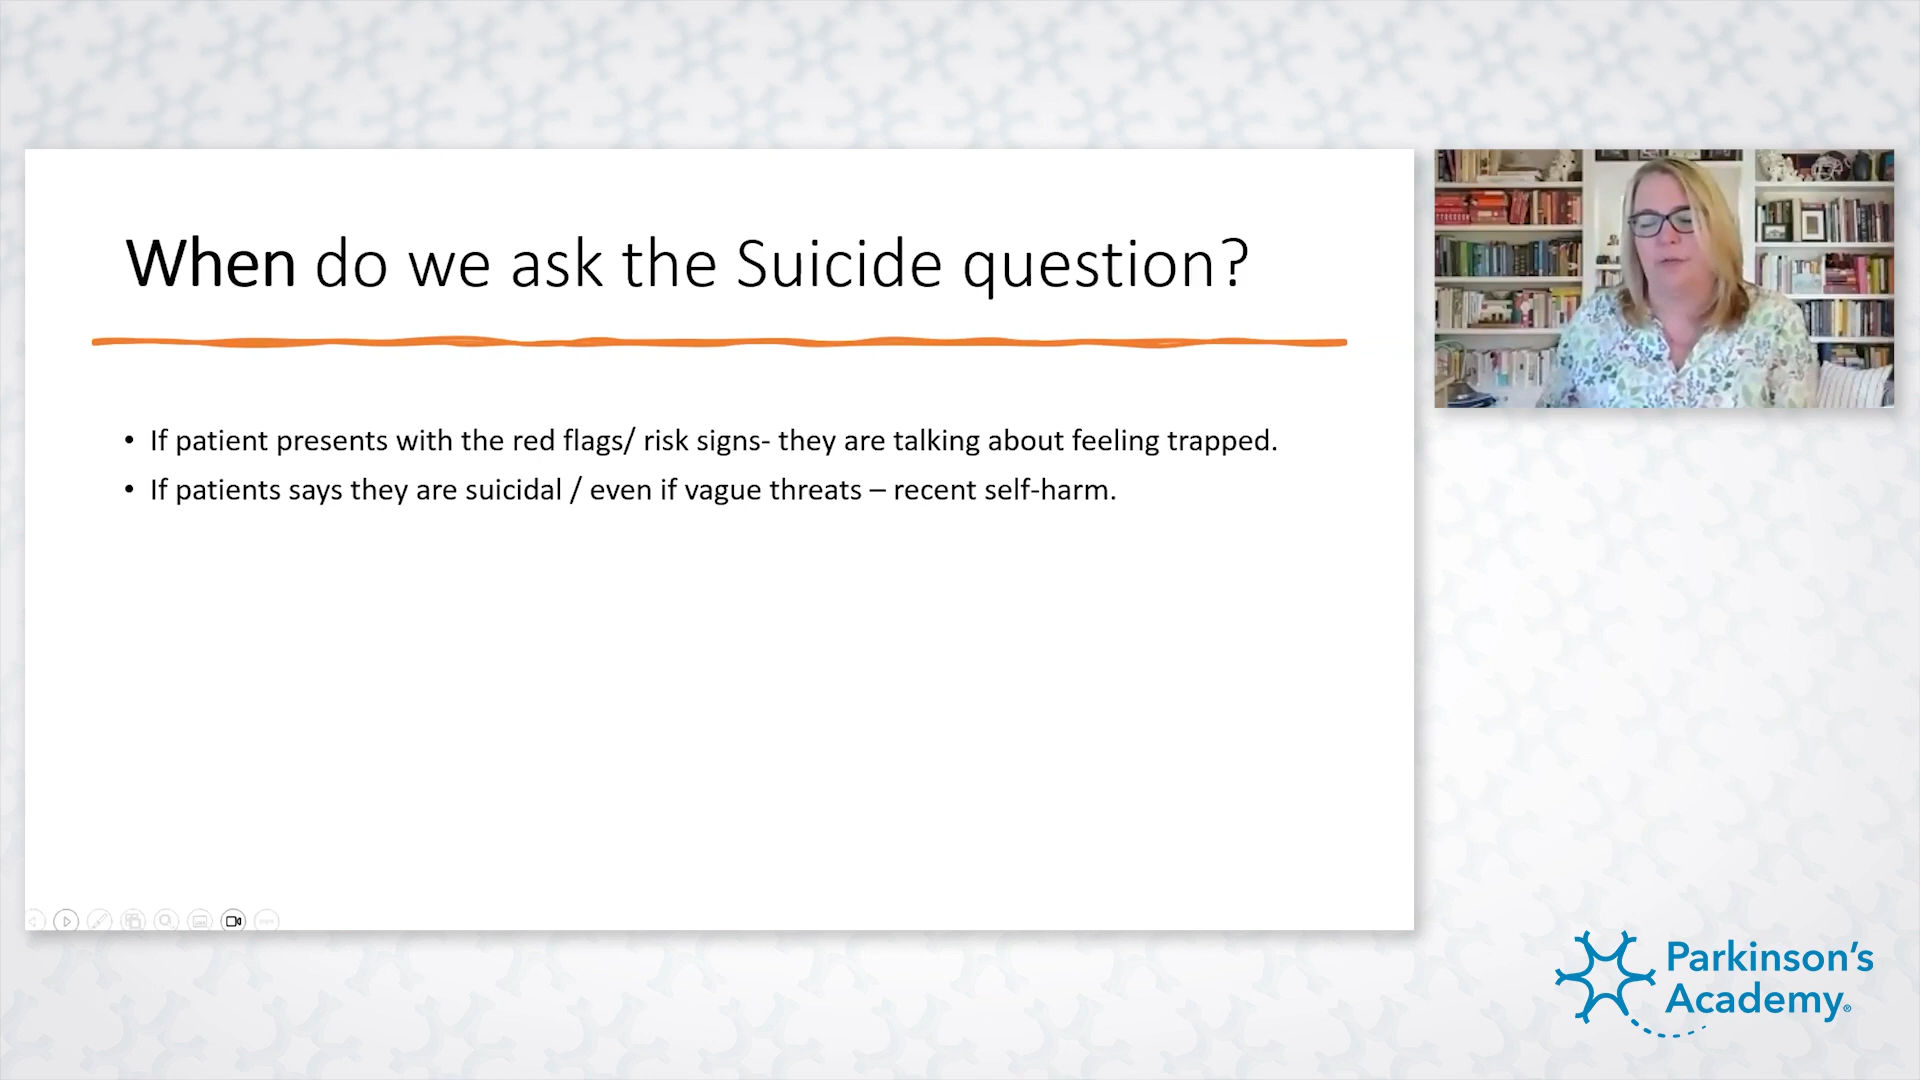 When do we ask the Suicide question?
• If patient presents with the red flags/ risk signs- they are talking about feeling trapped.
• If patients says they are suicidal / even if vague threats – recent self-harm.
Parkinson's
Academy®